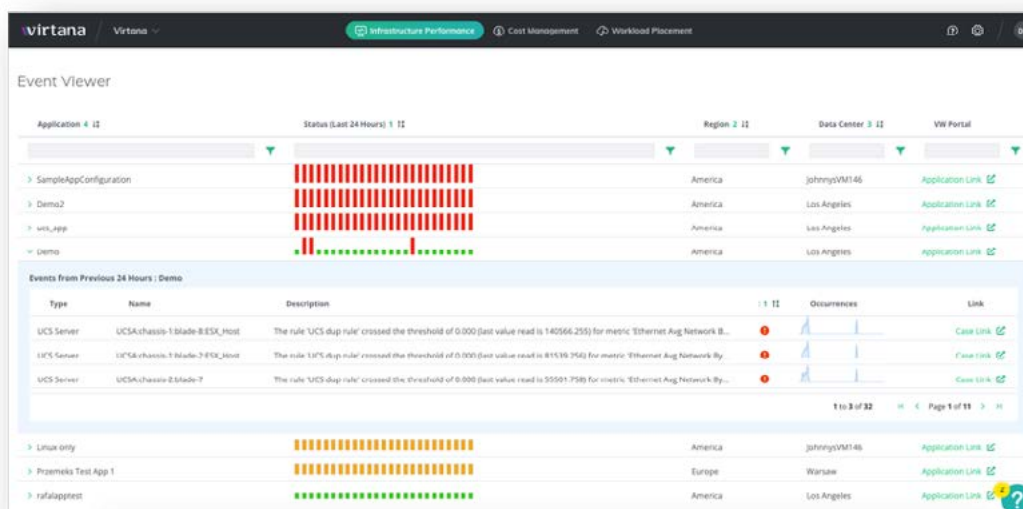 virtana / Virtana Infrastructure Performance Cost Management Workload Placement
Event Viewer
Application 4 Status (Last 24 Hours) 1 Region 2 Data Center 3 VW Portal
SampleAppConfiguration America JohnnysVM146 Application Link
Demo2 America Los Angeles Application Link
ucs_app America Los Angeles Application Link
Demo America Los Angeles Application Link
Events from Previous 24 Hours : Demo
Type Name Description : 1 Occurrences Link
UCS Server UCSA:chassis-1:blade-8:ESX_Host The rule 'UCS dup rule' crossed the threshold of 0.000 (last value read is 140566.255) for metric 'Ethernet Avg Network B... Case Link
UCS Server UCSA:chassis-1:blade-2:ESX_Host The rule 'UCS dup rule' crossed the threshold of 0.000 (last value read is 81539.256) for metric 'Ethernet Avg Network By... Case Link
UCS Server UCSA:chassis-2:blade-7 The rule 'UCS dup rule' crossed the threshold of 0.000 (last value read is 55501.758) for metric 'Ethernet Avg Network By... Case Link
1 to 3 of 32 Page 1 of 11
Linux only America JohnnysVM146 Application Link
Przemeks Test App 1 Europe Warsaw Application Link
rafalapptest America Los Angeles Application Link
z ?